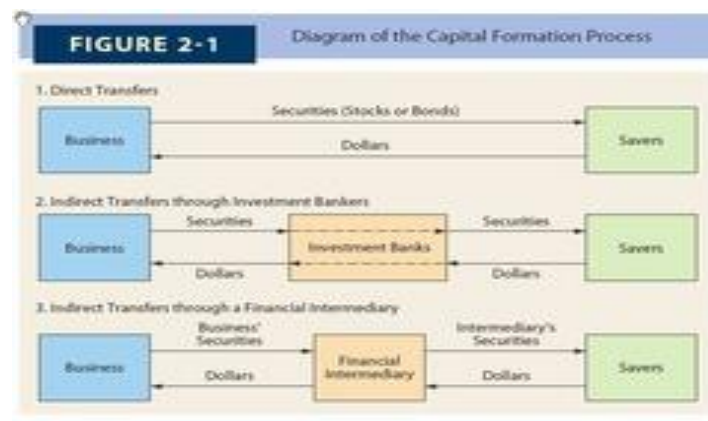 FIGURE 2-1
Diagram of the Capital Formation Process
1. Direct Transfers
Securities (Stocks or Bonds)
Business
Savers
Dollars
2. Indirect Transfers through Investment Bankers
Securities
Securities
Business
Investment Banks
Savers
Dollars
Dollars
3. Indirect Transfers through a Financial Intermediary
Business'
Securities
Intermediary's
Securities
Business
Financial
Intermediary
Savers
Dollars
Dollars